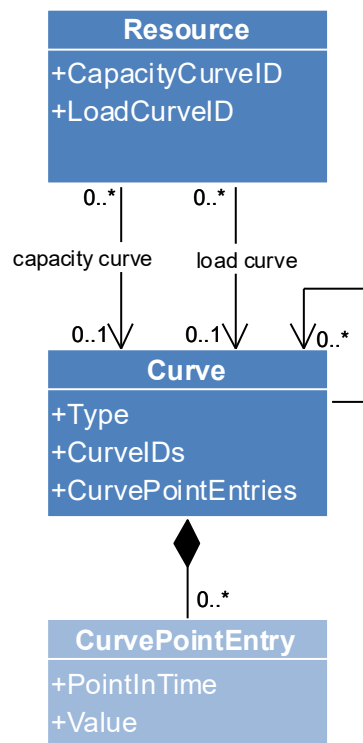 Resource
+CapacityCurveID
+LoadCurveID
0..* 0..*
capacity curve load curve
0..1 0..1 0..*
Curve
+Type
+CurveIDs
+CurvePointEntries
0..*
CurvePointEntry
+PointInTime
+Value